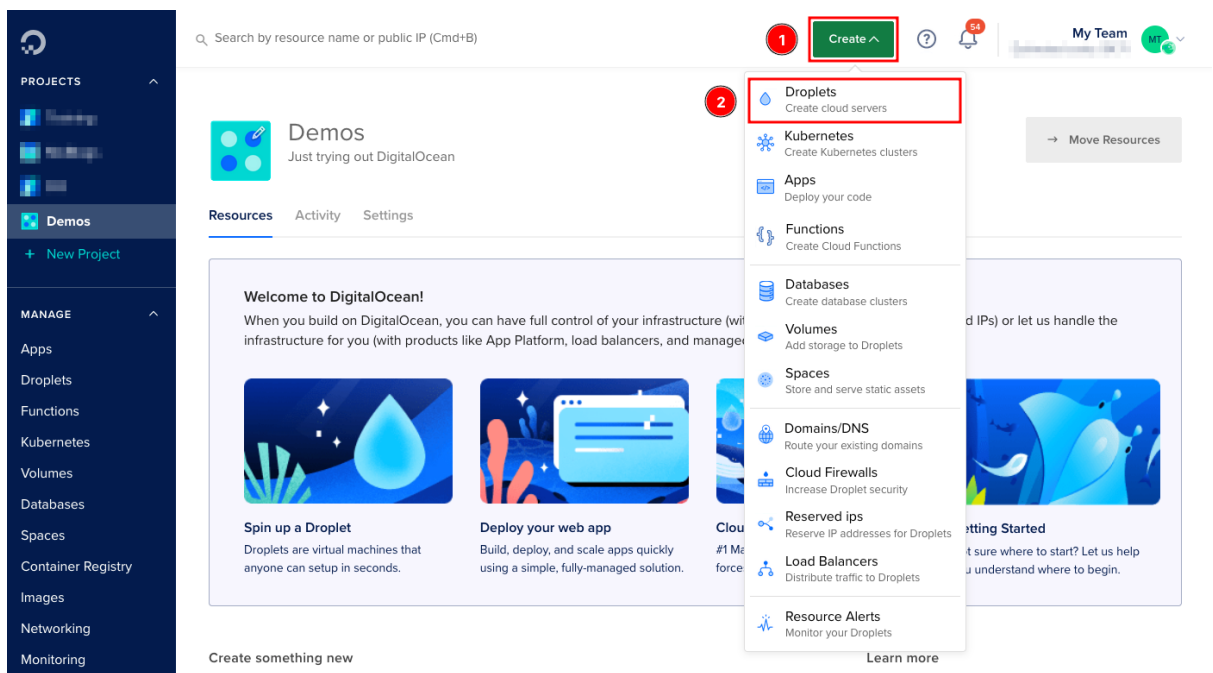 Search by resource name or public IP (Cmd+B)
1
Create
54
My Team
MT
PROJECTS
Demos
+ New Project
MANAGE
Apps
Droplets
Functions
Kubernetes
Volumes
Databases
Spaces
Container Registry
Images
Networking
Monitoring
Demos
Just trying out DigitalOcean
→ Move Resources
Resources
Activity
Settings
2
Droplets
Create cloud servers
Kubernetes
Create Kubernetes clusters
Apps
Deploy your code
Functions
Create Cloud Functions
Databases
Create database clusters
Volumes
Add storage to Droplets
Spaces
Store and serve static assets
Domains/DNS
Route your existing domains
Cloud Firewalls
Increase Droplet security
Reserved ips
Reserve IP addresses for Droplets
Load Balancers
Distribute traffic to Droplets
Resource Alerts
Monitor your Droplets
Welcome to DigitalOcean!
When you build on DigitalOcean, you can have full control of your infrastructure (wit d IPs) or let us handle the
infrastructure for you (with products like App Platform, load balancers, and manage
Spin up a Droplet
Droplets are virtual machines that
anyone can setup in seconds.
Deploy your web app
Build, deploy, and scale apps quickly
using a simple, fully-managed solution.
Clou
#1 Ma
force
etting Started
t sure where to start? Let us help
u understand where to begin.
Create something new
Learn more